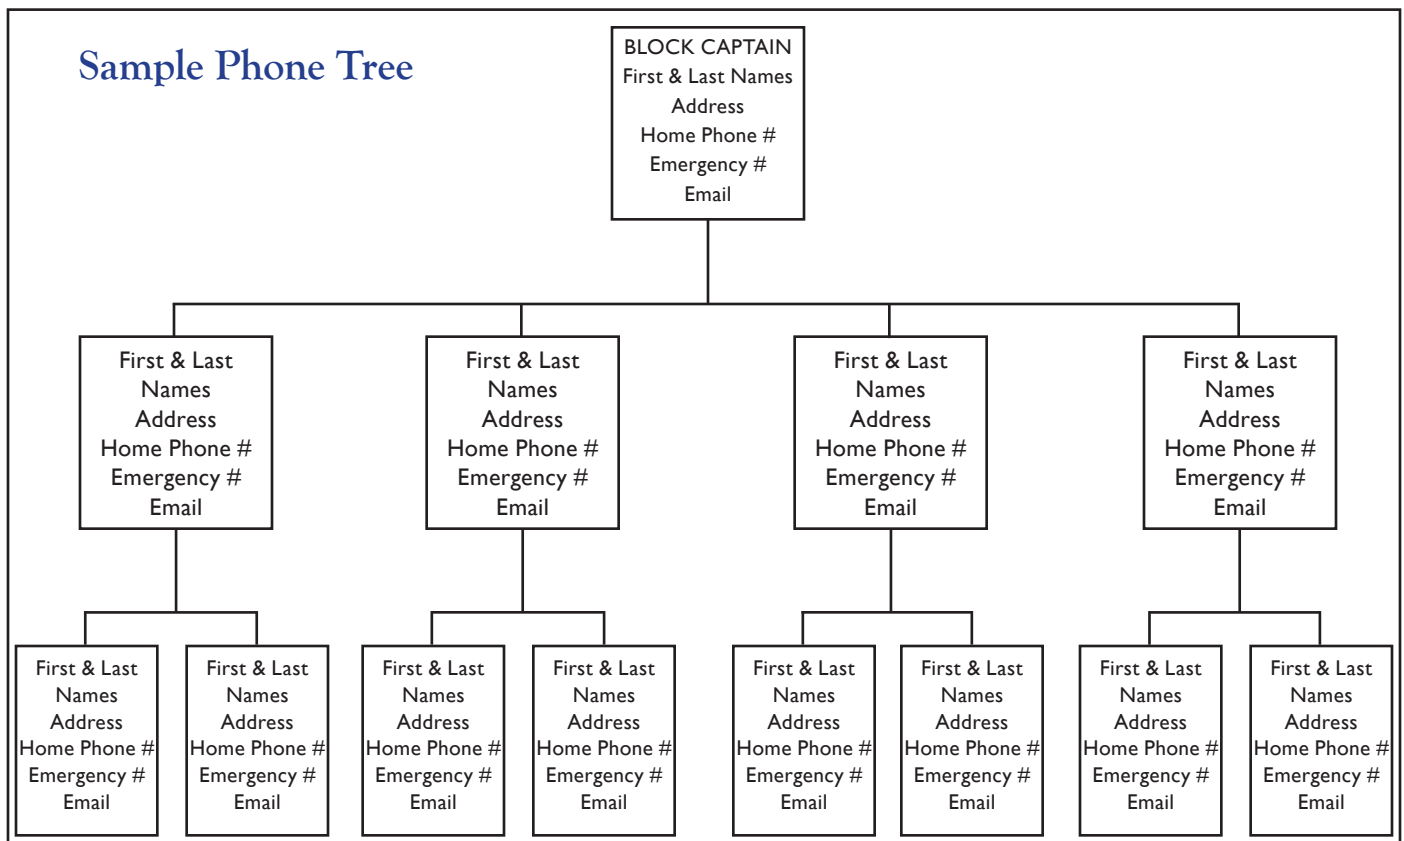 Sample Phone Tree
BLOCK CAPTAIN
First & Last Names
Address
Home Phone #
Emergency #
Email
First & Last
Names
Address
Home Phone #
Emergency #
Email
First & Last
Names
Address
Home Phone #
Emergency #
Email
First & Last
Names
Address
Home Phone #
Emergency #
Email
First & Last
Names
Address
Home Phone #
Emergency #
Email
First & Last
Names
Address
Home Phone #
Emergency #
Email
First & Last
Names
Address
Home Phone #
Emergency #
Email
First & Last
Names
Address
Home Phone #
Emergency #
Email
First & Last
Names
Address
Home Phone #
Emergency #
Email
First & Last
Names
Address
Home Phone #
Emergency #
Email
First & Last
Names
Address
Home Phone #
Emergency #
Email
First & Last
Names
Address
Home Phone #
Emergency #
Email
First & Last
Names
Address
Home Phone #
Emergency #
Email